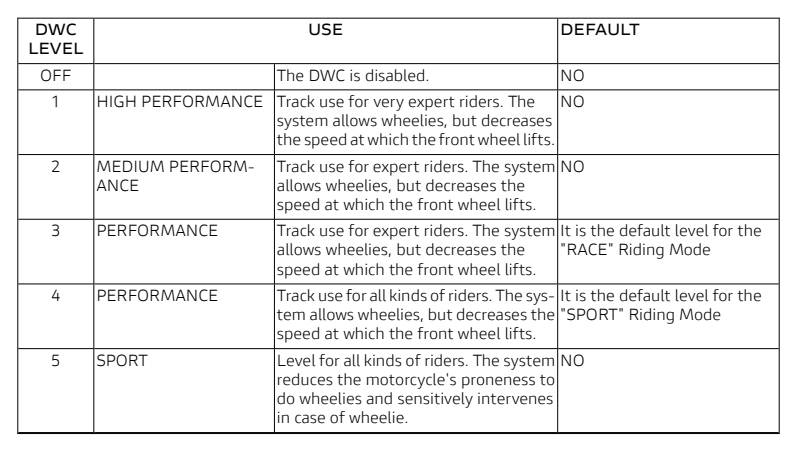 DWC LEVEL USE DEFAULT
OFF The DWC is disabled. NO
1 HIGH PERFORMANCE Track use for very expert riders. The NO
system allows wheelies, but decreases
the speed at which the front wheel lifts.
2 MEDIUM PERFORM- Track use for expert riders. The system NO
ANCE allows wheelies, but decreases the
speed at which the front wheel lifts.
3 PERFORMANCE Track use for expert riders. The system It is the default level for the
allows wheelies, but decreases the "RACE" Riding Mode
speed at which the front wheel lifts.
4 PERFORMANCE Track use for all kinds of riders. The sys- It is the default level for the
tem allows wheelies, but decreases the "SPORT" Riding Mode
speed at which the front wheel lifts.
5 SPORT Level for all kinds of riders. The system NO
reduces the motorcycle's proneness to
do wheelies and sensitively intervenes
in case of wheelie.